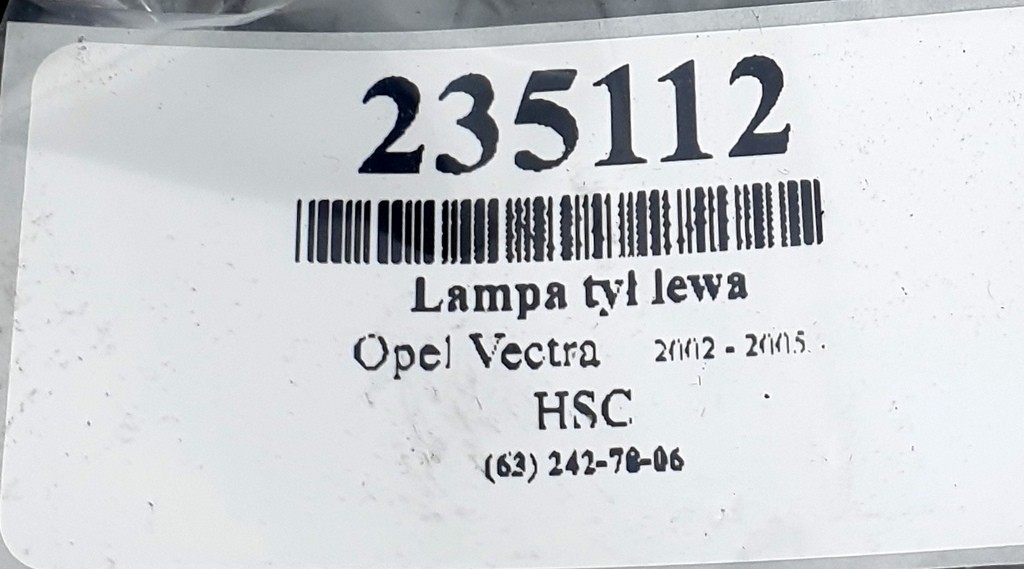 235112
Lampa tył lewa
Opel Vectra 2002 - 2005.
HSC
(63) 242-78-06